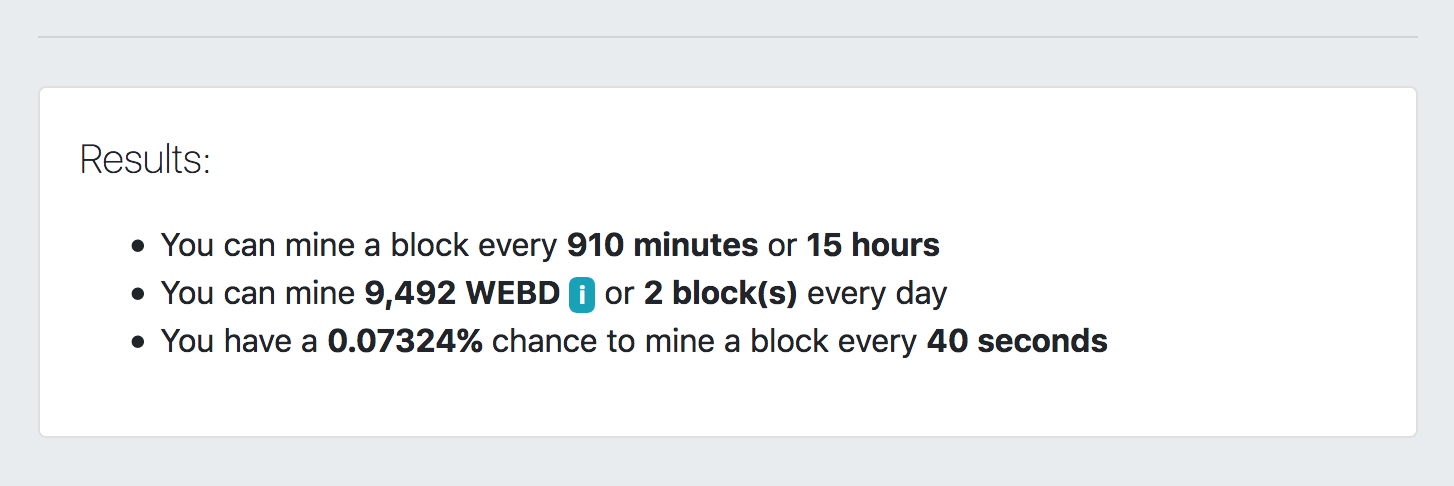 Results:
• You can mine a block every 910 minutes or 15 hours
• You can mine 9,492 WEBD i or 2 block(s) every day
• You have a 0.07324% chance to mine a block every 40 seconds